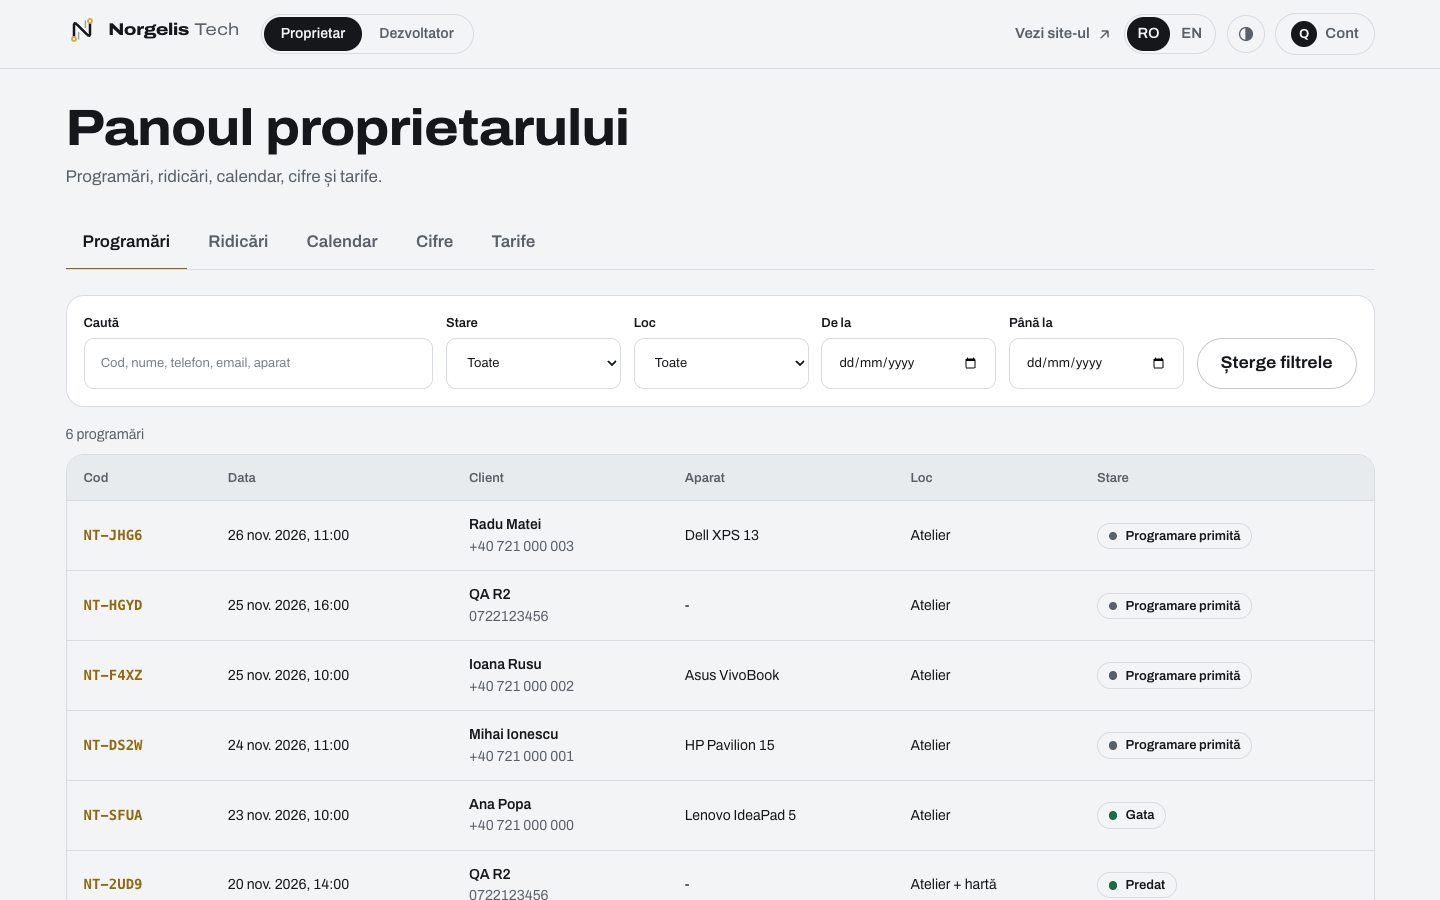 Norgelis Tech
Proprietar
Dezvoltator
Vezi site-ul
RO
EN
Q
Cont
Panoul proprietarului
Programări, ridicări, calendar, cifre și tarife.
Programări
Ridicări
Calendar
Cifre
Tarife
Caută
Stare
Loc
De la
Până la
Cod, nume, telefon, email, aparat
Toate
Toate
dd/mm/yyyy
dd/mm/yyyy
Șterge filtrele
6 programări
Cod Data Client Aparat Loc Stare
NT-JHG6 26 nov. 2026, 11:00 Radu Matei Dell XPS 13 Atelier Programare primită
+40 721 000 003
NT-HGYD 25 nov. 2026, 16:00 QA R2 - Atelier Programare primită
0722123456
NT-F4XZ 25 nov. 2026, 10:00 Ioana Rusu Asus VivoBook Atelier Programare primită
+40 721 000 002
NT-DS2W 24 nov. 2026, 11:00 Mihai Ionescu HP Pavilion 15 Atelier Programare primită
+40 721 000 001
NT-SFUA 23 nov. 2026, 10:00 Ana Popa Lenovo IdeaPad 5 Atelier Gata
+40 721 000 000
NT-2UD9 20 nov. 2026, 14:00 QA R2 - Atelier + hartă Predat
0722123456